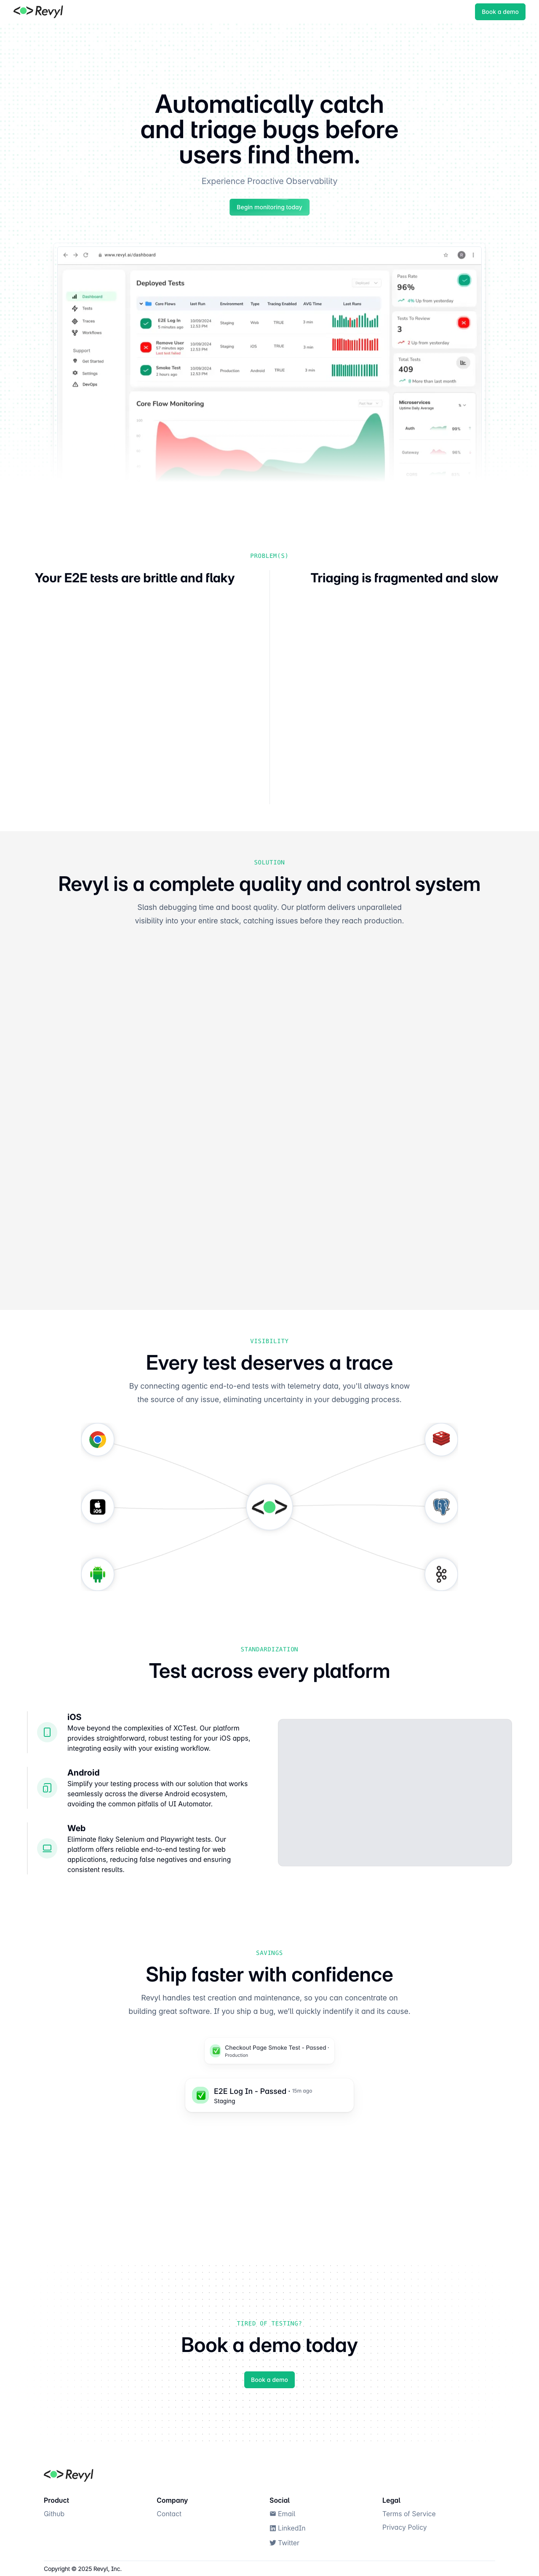 Revyl
Book a demo
Automatically catch
and triage bugs before
users find them.
Experience Proactive Observability
Begin monitoring today
www.revyl.ai/dashboard
Dashboard
Tests
Traces
Workflows
Support
Get Started
Settings
DevOps
Deployed Tests
Core Flows last Run Environment Type Tracing Enabled AVG Time Last Runs
E2E Log In
6 minutes ago
10/09/2024
12:53 PM
Staging Web TRUE 3 min
Remove User
57 minutes ago
Last Run Failed
10/09/2024
12:53 PM
Staging IOS TRUE 3 min
Smoke Test
2 hours ago
10/09/2024
12:53 PM
Production Android TRUE 3 min
Core Flow Monitoring
Pass Rate
96%
4% Up from yesterday
Tests To Review
3
2 Up from yesterday
Total Tests
409
9 More than last month
Microservices
Uptime Daily Average
Auth 99%
Gateway 98%
PROBLEM(S)
Your E2E tests are brittle and flaky
Triaging is fragmented and slow
SOLUTION
Revyl is a complete quality and control system
Slash debugging time and boost quality. Our platform delivers unparalleled
visibility into your entire stack, catching issues before they reach production.
VISIBILITY
Every test deserves a trace
By connecting agentic end-to-end tests with telemetry data, you'll always know
the source of any issue, eliminating uncertainty in your debugging process.
iOS
STANDARDIZATION
Test across every platform
iOS
Move beyond the complexities of XCTest. Our platform
provides straightforward, robust testing for your iOS apps,
integrating easily with your existing workflow.
Android
Simplify your testing process with our solution that works
seamlessly across the diverse Android ecosystem,
avoiding the common pitfalls of UI Automator.
Web
Eliminate flaky Selenium and Playwright tests. Our
platform offers reliable end-to-end testing for web
applications, reducing false negatives and ensuring
consistent results.
SAVINGS
Ship faster with confidence
Revyl handles test creation and maintenance, so you can concentrate on
building great software. If you ship a bug, we'll quickly indentify it and its cause.
Checkout Page Smoke Test - Passed ·
Production
E2E Log In - Passed • 15m ago
Staging
TIRED OF TESTING?
Book a demo today
Book a demo
Revyl
Product
Github
Company
Contact
Social
Email
LinkedIn
Twitter
Legal
Terms of Service
Privacy Policy
Copyright © 2025 Revyl, Inc.